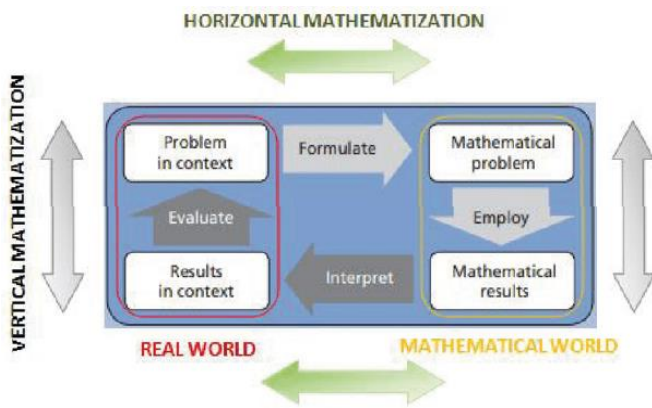 HORIZONTAL MATHEMATIZATION
VERTICAL MATHEMATIZATION
Problem
in context
Formulate
Mathematical
problem
Evaluate
Employ
Results
in context
Interpret
Mathematical
results
REAL WORLD
MATHEMATICAL WORLD